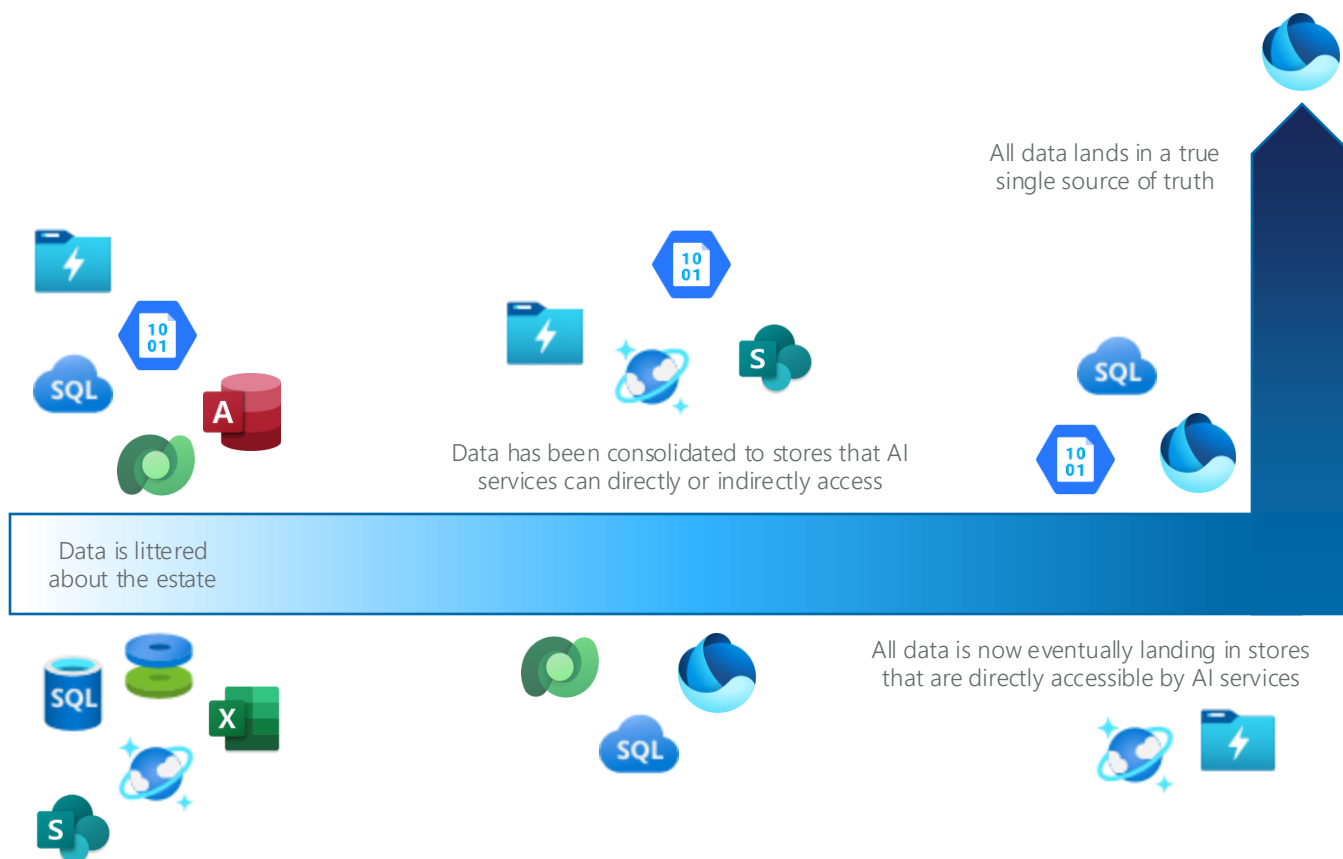 All data lands in a true
single source of truth
10
01
10
01
SQL
A
S
SQL
Data has been consolidated to stores that AI
services can directly or indirectly access
10
01
Data is littered
about the estate
All data is now eventually landing in stores
that are directly accessible by AI services
SQL
X
SQL
S